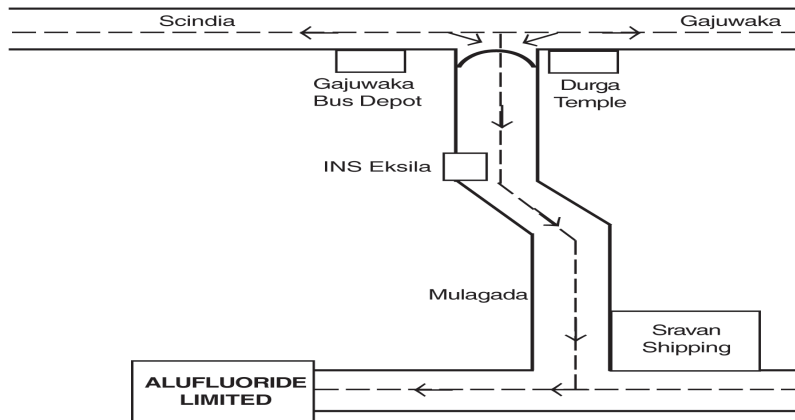 Scindia
Gajuwaka
Gajuwaka
Bus Depot
Durga
Temple
INS Eksila
Mulagada
Sravan
Shipping
ALUFLUORIDE
LIMITED